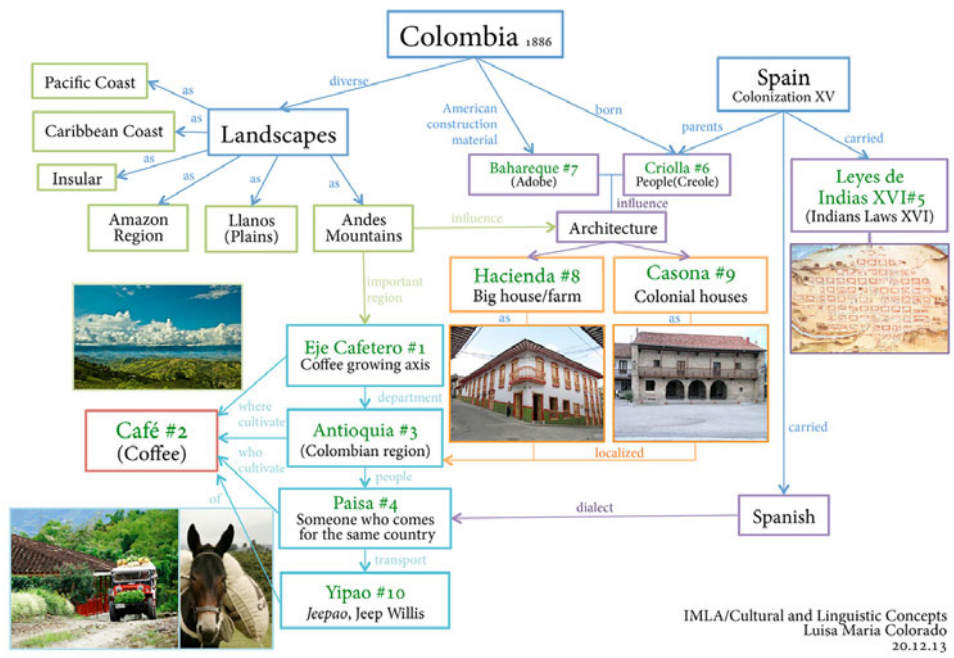 Colombia 1886
Spain
Colonization XV
diverse
American
construction
material
born
parents
carried
Pacific Coast
as
Caribbean Coast
as
Landscapes
Insular
as
as
as
as
Amazon
Region
Llanos
(Plains)
Andes
Mountains
Bahareque #7
(Adobe)
Criolla #6
People(Creole)
Leyes de
Indias XVI#5
(Indians Laws XVI)
influence
influence
Architecture
Hacienda #8
Big house/farm
Casona #9
Colonial houses
important
region
as
as
Eje Cafetero #1
Coffee growing axis
department
where
cultivate
Café #2
(Coffee)
Antioquia #3
(Colombian region)
localized
carried
who
cultivate
people
of
Paisa #4
Someone who comes
for the same country
dialect
Spanish
transport
Yipao #10
Jeepao, Jeep Willis
IMLA/Cultural and Linguistic Concepts
Luisa Maria Colorado
20.12.13